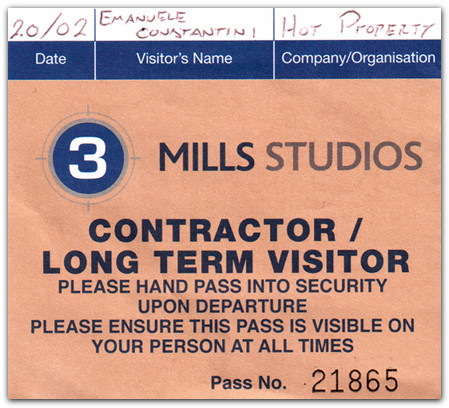 20/02 EMANUELE CONSTANTINI HOT PROPERTY
Date Visitor's Name Company/Organisation
3 MILLS STUDIOS
CONTRACTOR /
LONG TERM VISITOR
PLEASE HAND PASS INTO SECURITY
UPON DEPARTURE
PLEASE ENSURE THIS PASS IS VISIBLE ON
YOUR PERSON AT ALL TIMES
Pass No. 21865